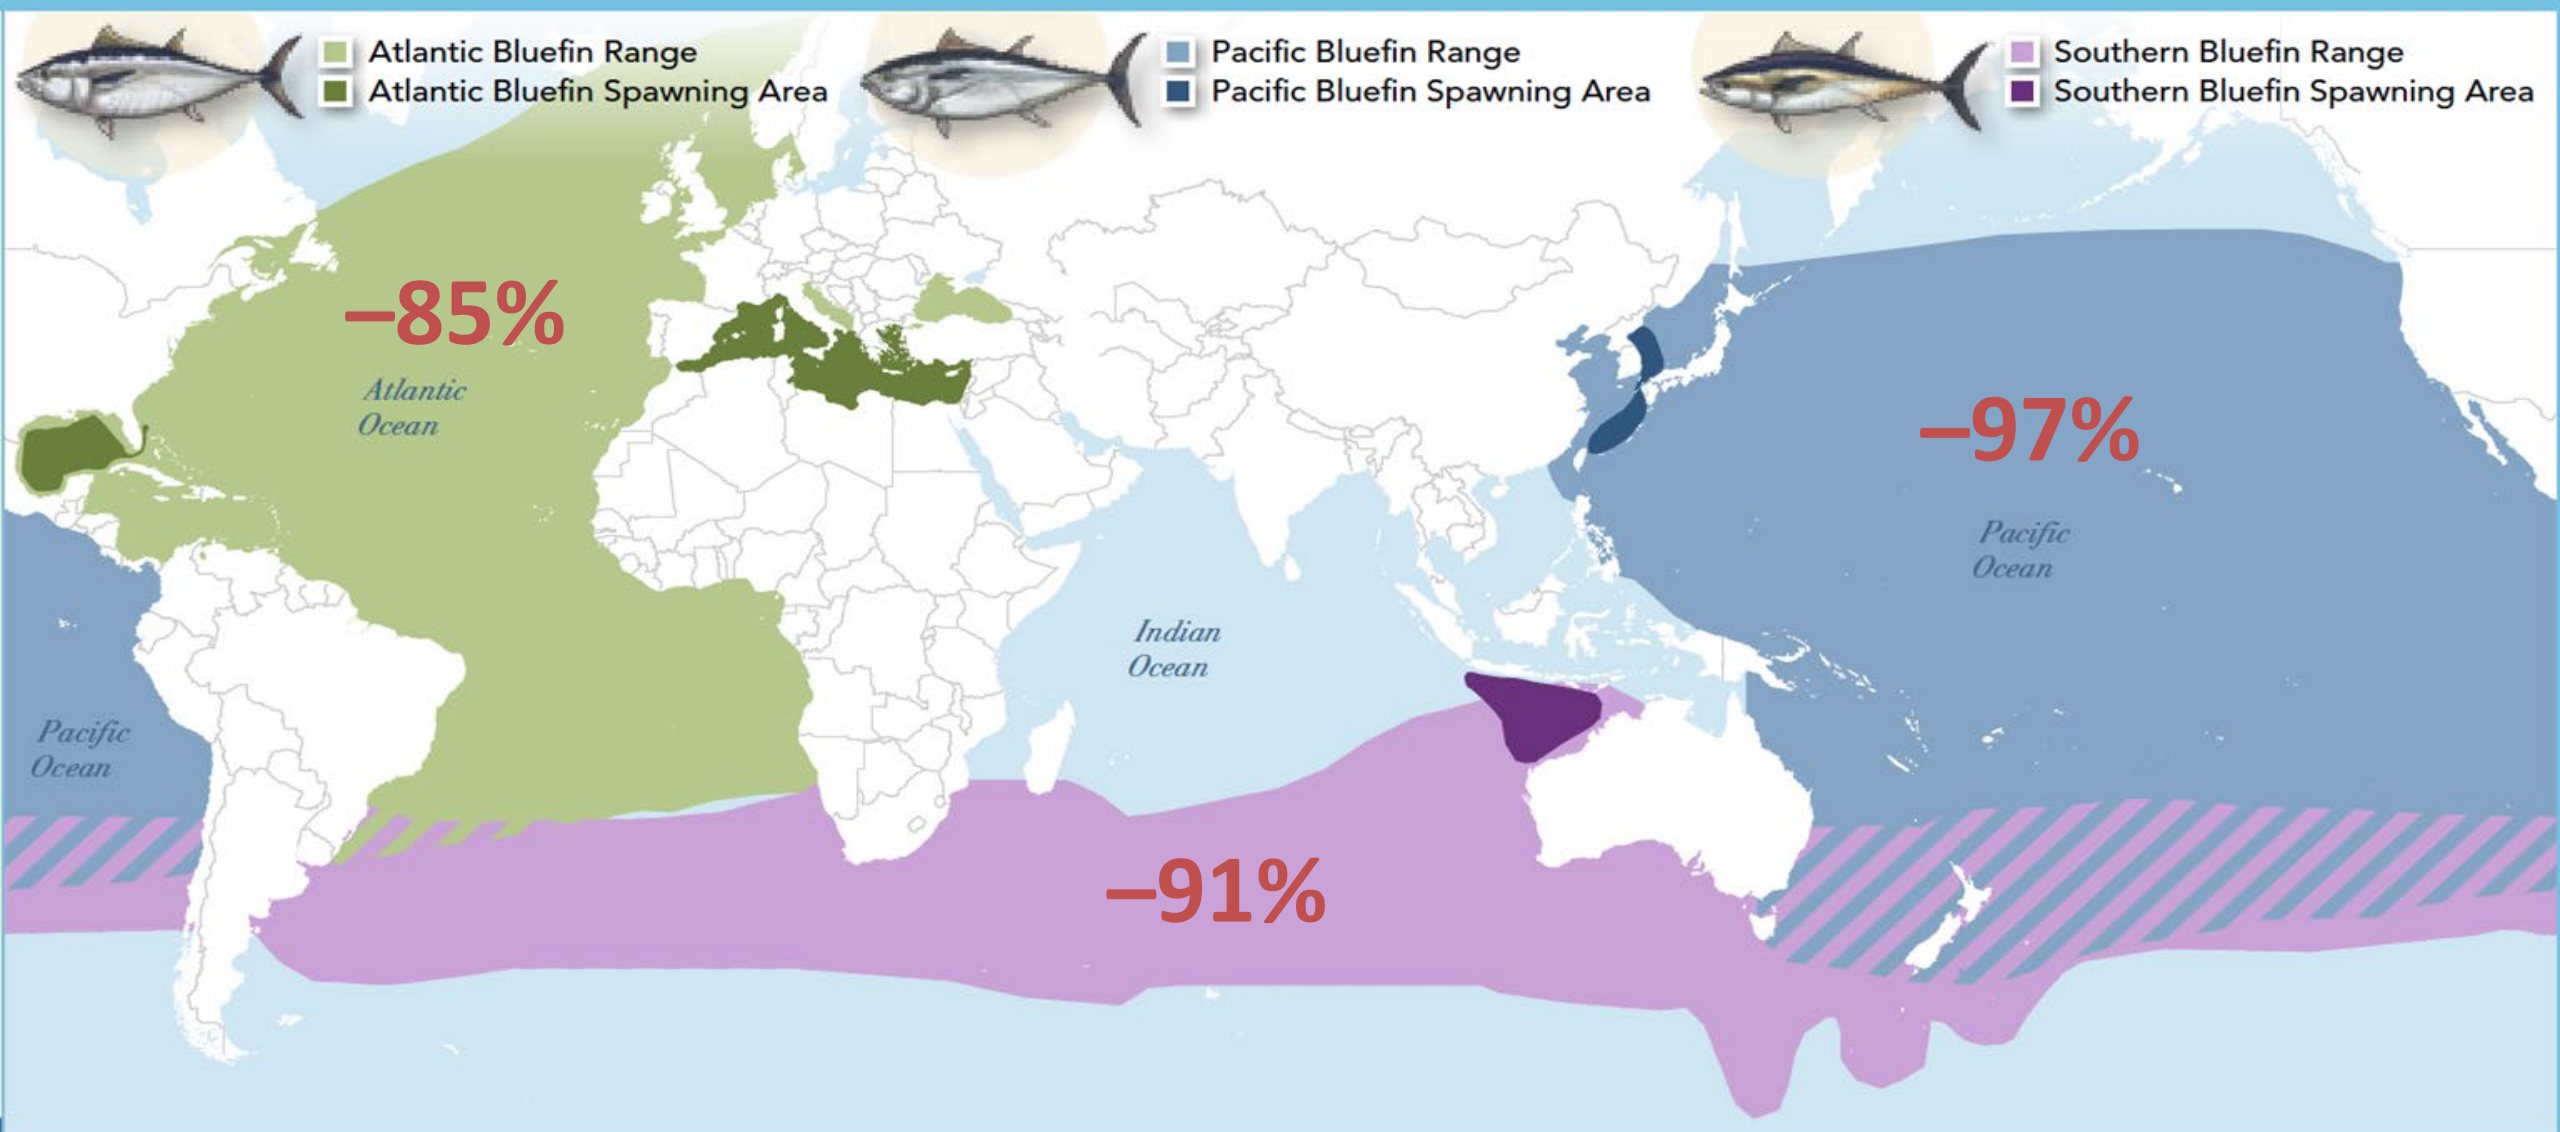 Atlantic Bluefin Range
Atlantic Bluefin Spawning Area
Pacific Bluefin Range
Pacific Bluefin Spawning Area
Southern Bluefin Range
Southern Bluefin Spawning Area
–85%
Atlantic
Ocean
–97%
Pacific
Ocean
Indian
Ocean
Pacific
Ocean
–91%